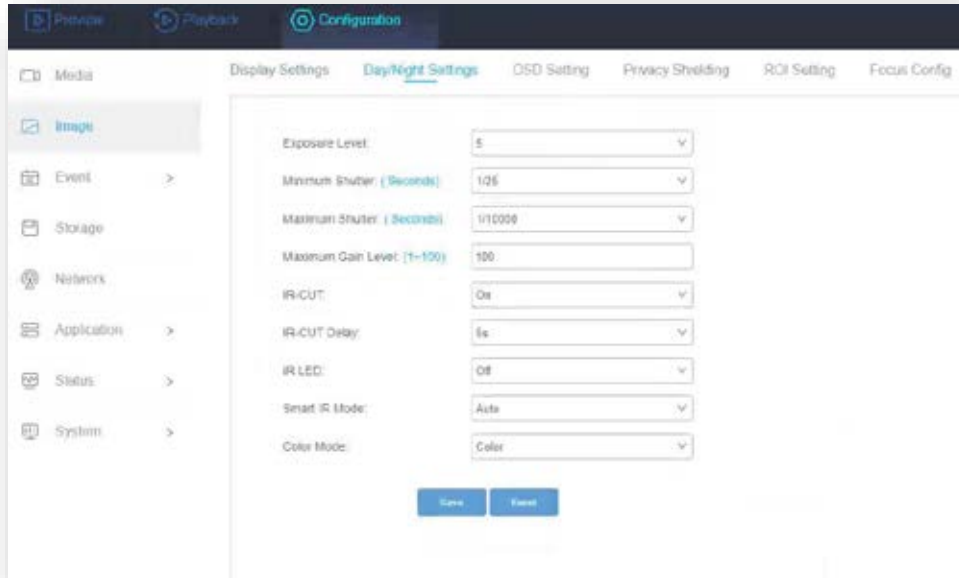 Preview Playback Configuration
Media
Image
Event
Storage
Network
Application
Status
System
Display Settings Day/Night Settings OSD Setting Privacy Shielding ROI Setting Focus Config
Exposure Level: 5
Minimum Shutter: (Seconds) 1/25
Maximum Shutter: (Seconds) 1/10000
Maximum Gain Level: (1~100) 100
IR-CUT: On
IR-CUT Delay: 5s
IR LED: Off
Smart IR Mode: Auto
Color Mode: Color
Save Reset